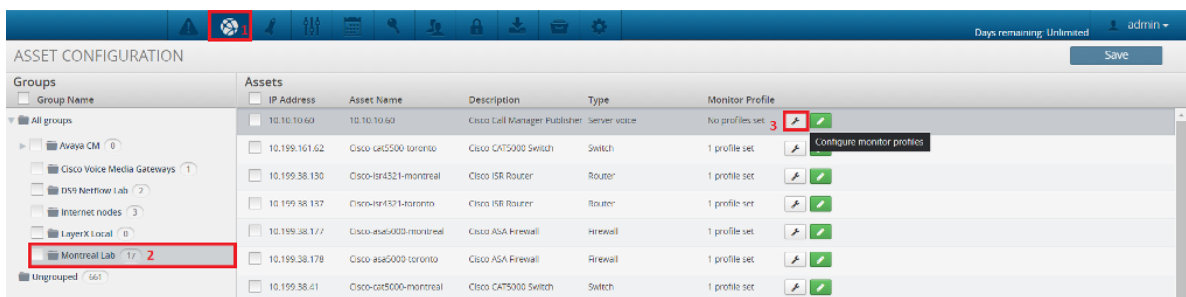 1
Days remaining: Unlimited
admin
ASSET CONFIGURATION
Save
Groups
Assets
Group Name
IP Address Asset Name Description Type Monitor Profile
All groups
10.10.10.60 10.10.10.60 Cisco Call Manager Publisher Server voice No profiles set 3
Configure monitor profiles
Avaya CM 0
10.199.161.62 Cisco-cat5500-toronto Cisco CAT5000 Switch Switch 1 profile set
Cisco Voice Media Gateways 1
10.199.38.130 Cisco-isr4321-montreal Cisco ISR Router Router 1 profile set
DS9 Netflow Lab 2
10.199.38.137 Cisco-isr4321-toronto Cisco ISR Router Router 1 profile set
Internet nodes 3
LayerX Local 0
10.199.38.177 Cisco-asa5000-montreal Cisco ASA Firewall Firewall 1 profile set
Montreal Lab 17 2
10.199.38.178 Cisco-asa5000-toronto Cisco ASA Firewall Firewall 1 profile set
Ungrouped 661
10.199.38.41 Cisco-cat5000-montreal Cisco CAT5000 Switch Switch 1 profile set